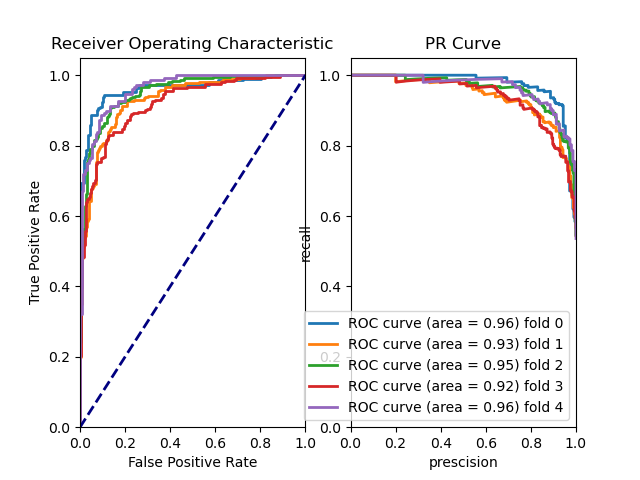 Receiver Operating Characteristic
PR Curve
1.0
0.8
0.6
0.4
0.2
0.0
True Positive Rate
0.0 0.2 0.4 0.6 0.8 1.0
False Positive Rate
1.0
0.8
0.6
0.4
0.2
0.0
recall
0.0 0.2 0.4 0.6 0.8 1.0
prescision
ROC curve (area = 0.96) fold 0
ROC curve (area = 0.93) fold 1
ROC curve (area = 0.95) fold 2
ROC curve (area = 0.92) fold 3
ROC curve (area = 0.96) fold 4